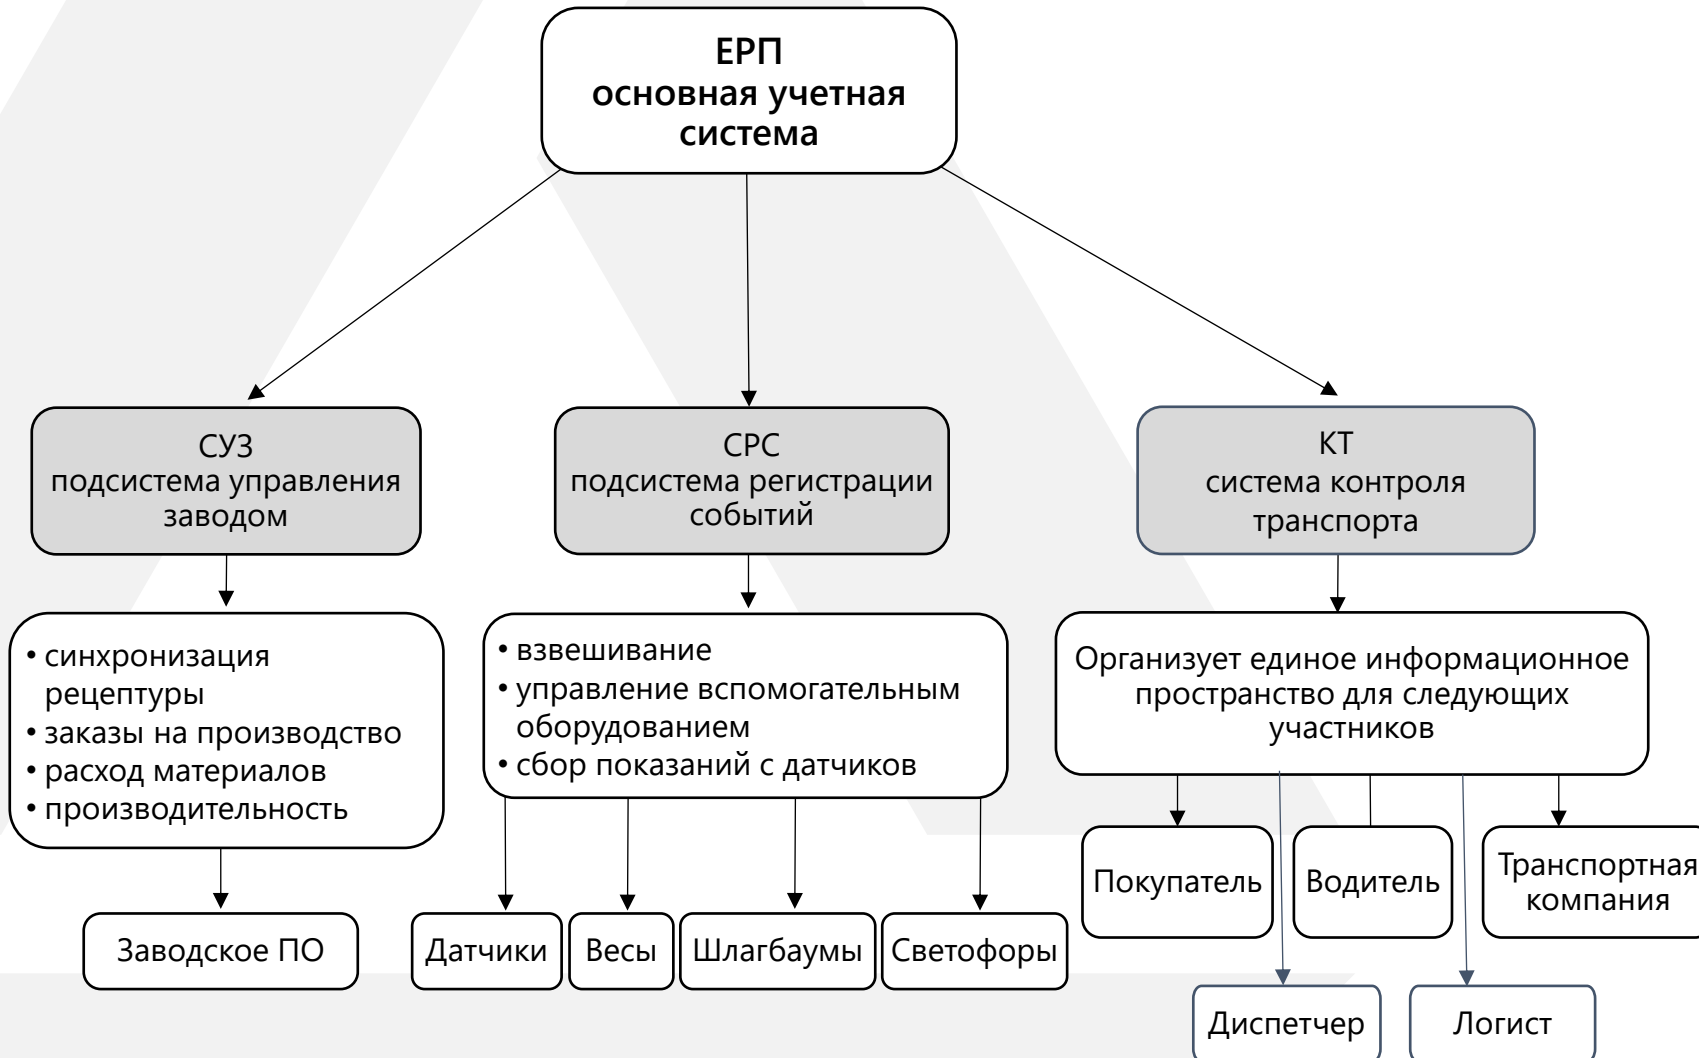 ЕРП
основная учетная
система
СУЗ
подсистема управления
заводом
СРС
подсистема регистрации
событий
КТ
система контроля
транспорта
• синхронизация
рецептуры
• заказы на производство
• расход материалов
• производительность
• взвешивание
• управление вспомогательным
оборудованием
• сбор показаний с датчиков
Организует единое информационное
пространство для следующих
участников
Заводское ПО
Датчики
Весы
Шлагбаумы
Светофоры
Покупатель
Водитель
Транспортная
компания
Диспетчер
Логист